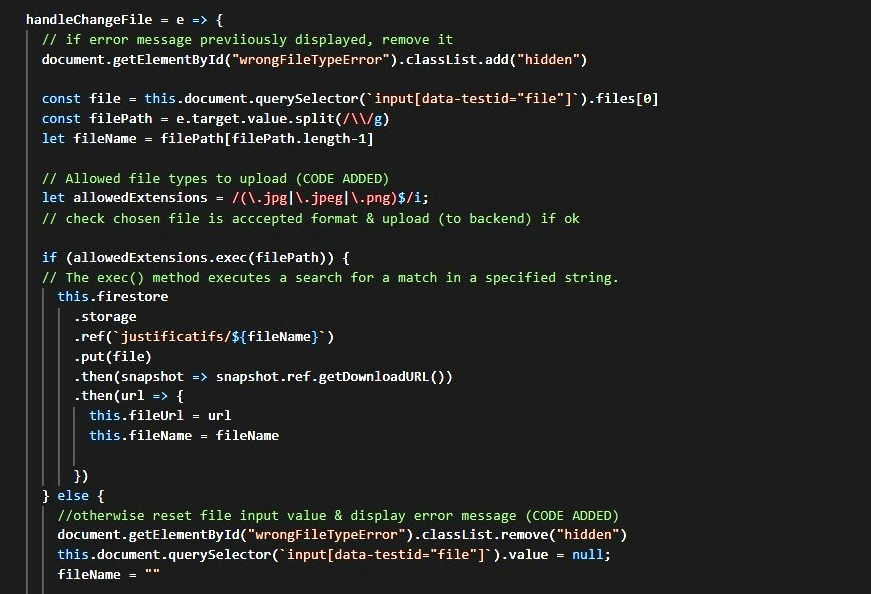 handleChangeFile = e => {
// if error message previiously displayed, remove it
document.getElementById("wrongFileTypeError").classList.add("hidden")
const file = this.document.querySelector(`input[data-testid="file"]`).files[0]
const filePath = e.target.value.split(/\\/g)
let fileName = filePath[filePath.length-1]
// Allowed file types to upload (CODE ADDED)
let allowedExtensions = /(\.jpg|\.jpeg|\.png)$/i;
// check chosen file is acccepted format & upload (to backend) if ok
if (allowedExtensions.exec(filePath)) {
// The exec() method executes a search for a match in a specified string.
this.firestore
.storage
.ref(`justificatifs/${fileName}`)
.put(file)
.then(snapshot => snapshot.ref.getDownloadURL())
.then(url => {
this.fileUrl = url
this.fileName = fileName
})
} else {
//otherwise reset file input value & display error message (CODE ADDED)
document.getElementById("wrongFileTypeError").classList.remove("hidden")
this.document.querySelector(`input[data-testid="file"]`).value = null;
fileName = ""